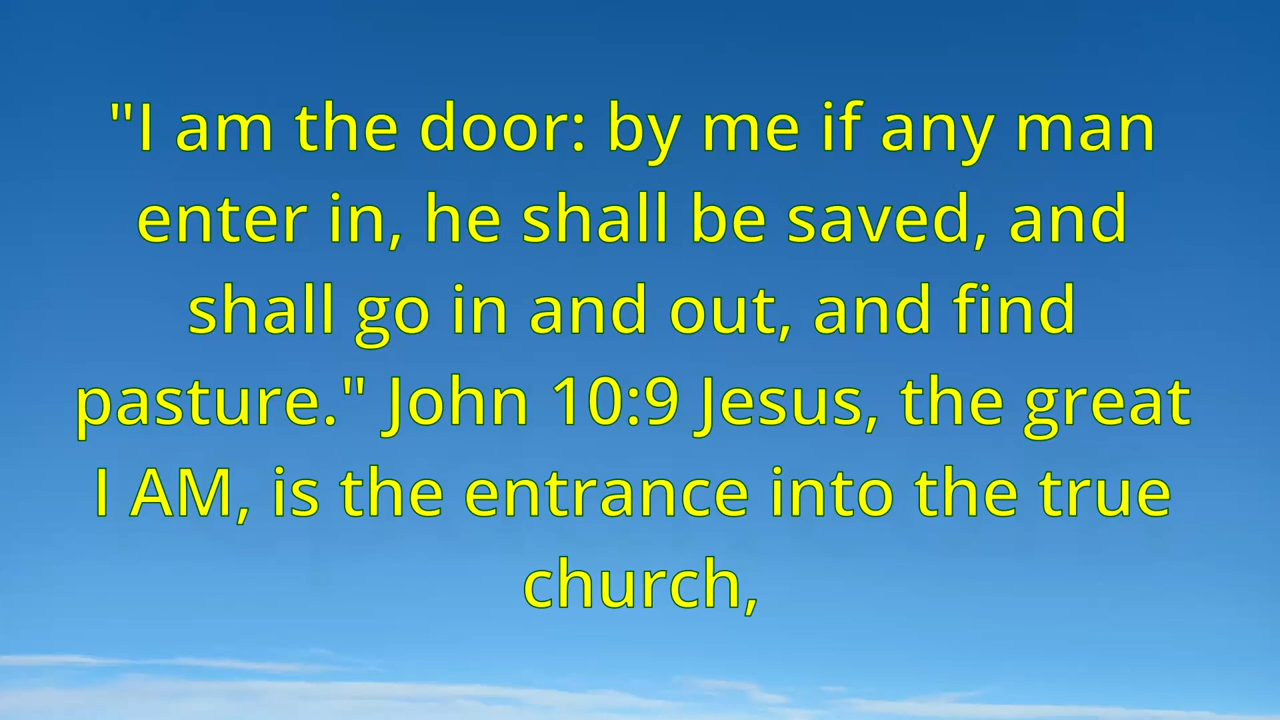 "I am the door: by me if any man
enter in, he shall be saved, and
shall go in and out, and find
pasture." John 10:9 Jesus, the great
I AM, is the entrance into the true
church,